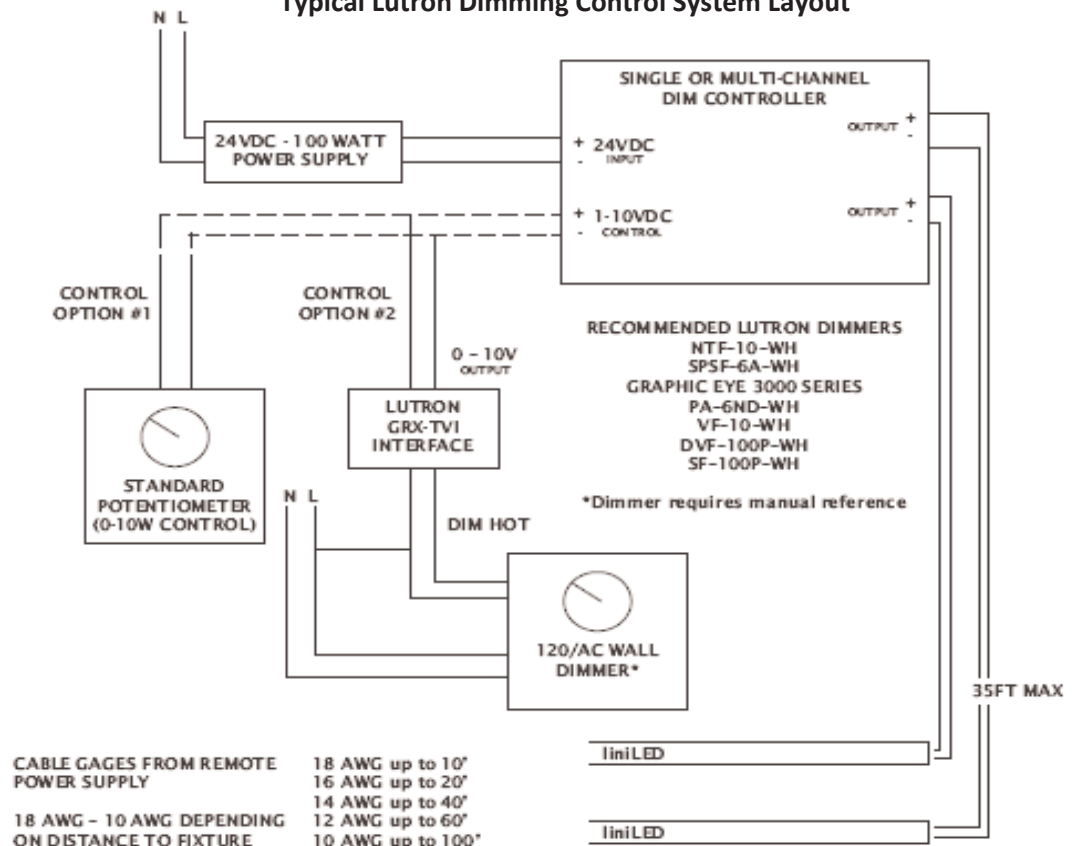 Typical Lutron Dimming Control System Layout
N L
SINGLE OR MULTI-CHANNEL
DIM CONTROLLER
OUTPUT + -
24VDC - 100 WATT
POWER SUPPLY
+ 24VDC
- INPUT
+ 1-10VDC
- CONTROL
OUTPUT + -
CONTROL
OPTION #1
CONTROL
OPTION #2
0 - 10V
OUTPUT
RECOMMENDED LUTRON DIMMERS
NTF-10-WH
SPSF-6A-WH
GRAPHIC EYE 3000 SERIES
PA-6ND-WH
VF-10-WH
DVF-100P-WH
SF-100P-WH
*Dimmer requires manual reference
LUTRON
GRX-TVI
INTERFACE
STANDARD
POTENTIOMETER
(0-10W CONTROL)
N L
DIM HOT
120/AC WALL
DIMMER*
35FT MAX
CABLE GAGES FROM REMOTE
POWER SUPPLY
18 AWG - 10 AWG DEPENDING
ON DISTANCE TO FIXTURE
18 AWG up to 10"
16 AWG up to 20"
14 AWG up to 40"
12 AWG up to 60"
10 AWG up to 100"
liniLED
liniLED